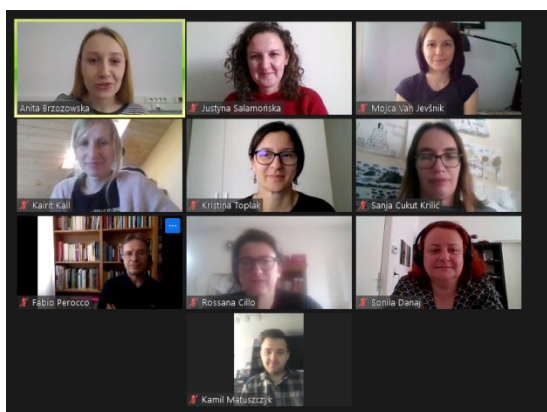 Anita Brzozowska
Justyna Salamońska
Mojca Vah Jevšnik
Kairit Kall
Kristina Toplak
Sanja Cukut Krilić
Fabio Perocco
Rossana Cillo
Sonila Danaj
Kamil Matuszczyk